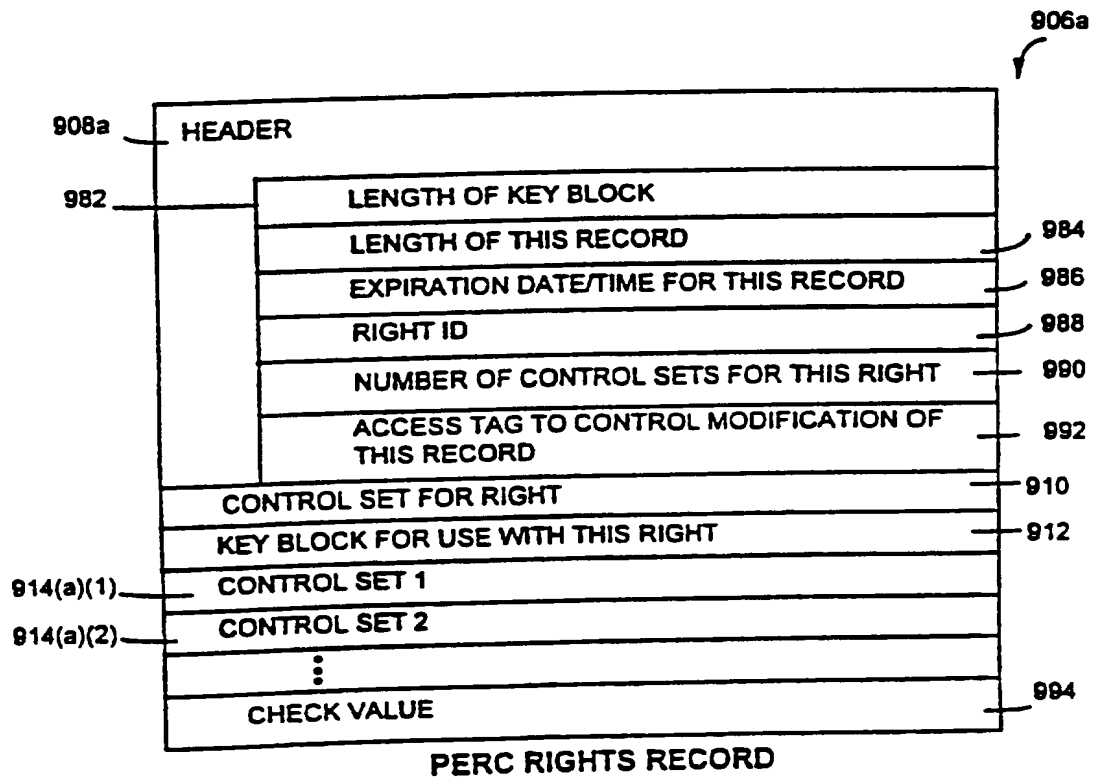 906a
908a
HEADER
982
LENGTH OF KEY BLOCK
LENGTH OF THIS RECORD
984
EXPIRATION DATE/TIME FOR THIS RECORD
986
RIGHT ID
988
NUMBER OF CONTROL SETS FOR THIS RIGHT
990
ACCESS TAG TO CONTROL MODIFICATION OF
THIS RECORD
992
CONTROL SET FOR RIGHT
910
KEY BLOCK FOR USE WITH THIS RIGHT
912
914(a)(1)
CONTROL SET 1
914(a)(2)
CONTROL SET 2
CHECK VALUE
994
PERC RIGHTS RECORD